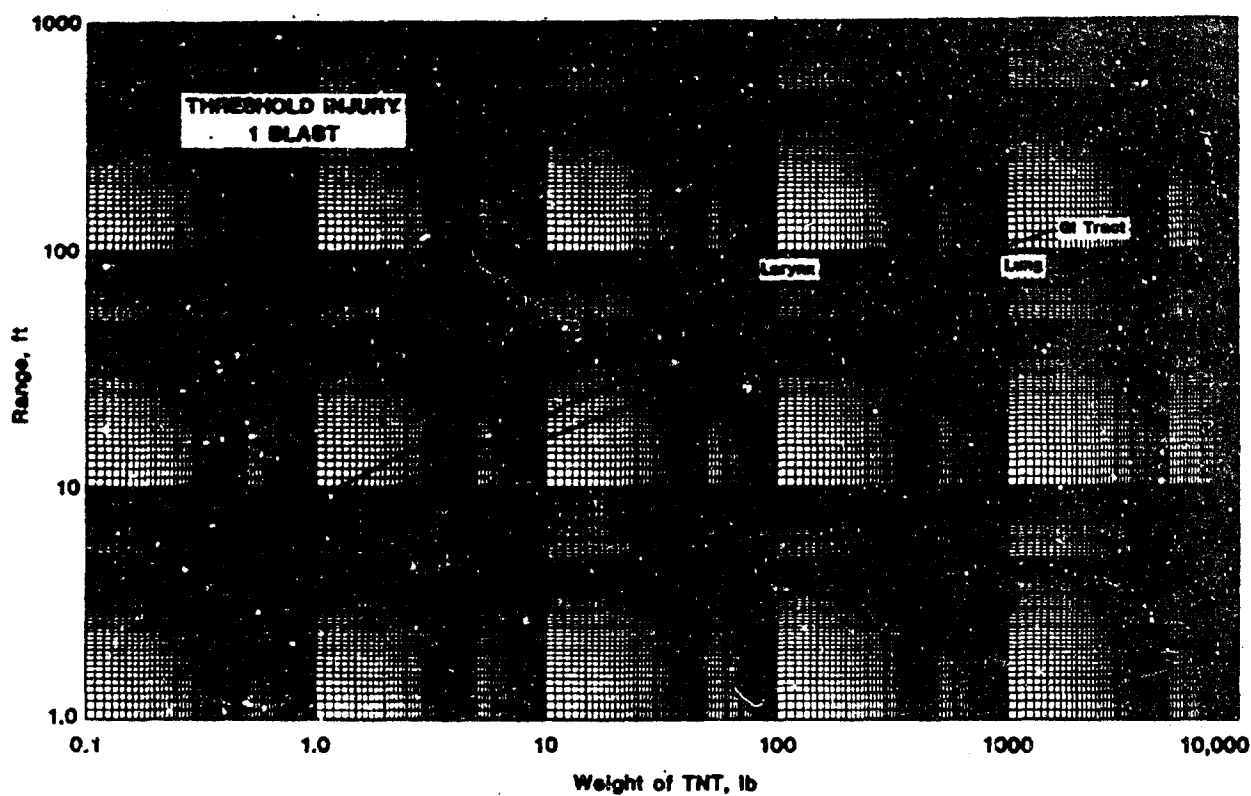 1000
THRESHOLD INJURY
1 BLAST
100
GI Tract
Larynx
Lung
Range, ft
10
1.0
0.1
1.0
10
100
1000
10,000
Weight of TNT, lb